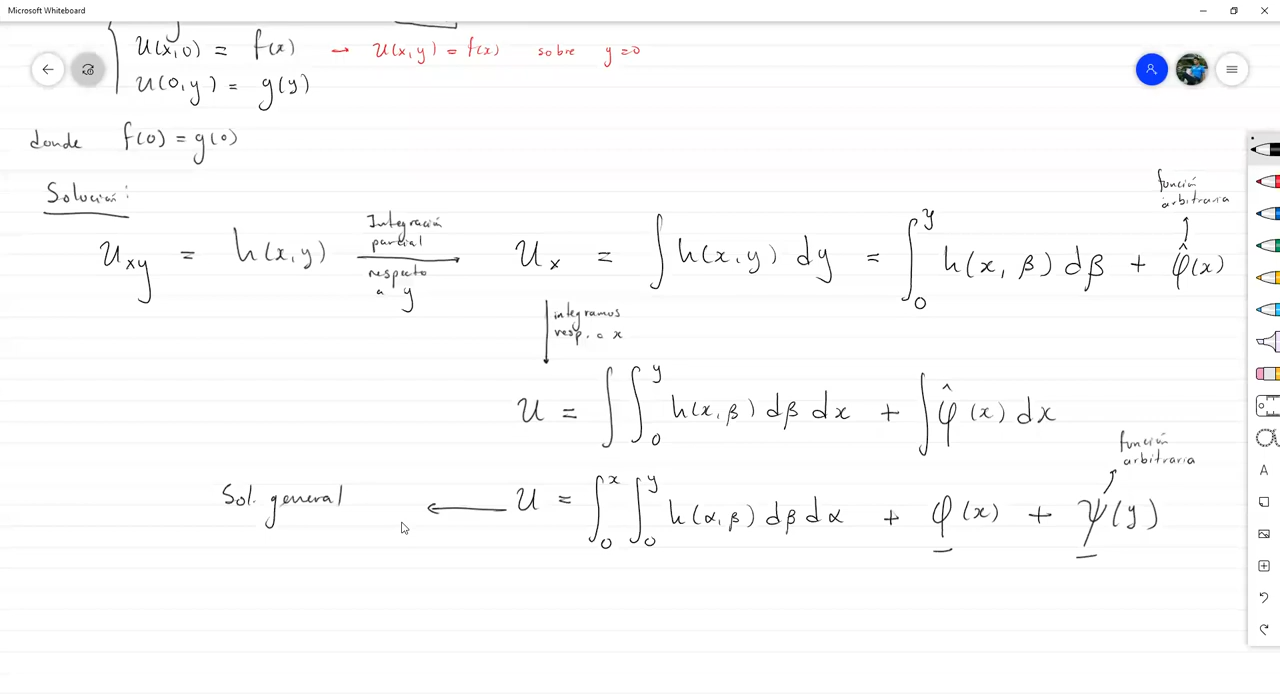 Microsoft Whiteboard
u(x,0) = f(x) → u(x,y) = f(x) sobre y=0
u(0,y) = g(y)
donde f(0) = g(0)
Solución:
u_xy = h(x,y) Integración parcial respecto a y u_x = ∫ h(x,y) dy = ∫_0^y h(x,β) dβ + φ̂(x) función arbitraria
integramos resp. a x
u = ∫∫_0^y h(x,β) dβ dx + ∫ φ̂(x) dx
Sol. general ← u = ∫_0^x ∫_0^y h(α,β) dβ dα + φ(x) + ψ(y) función arbitraria
A